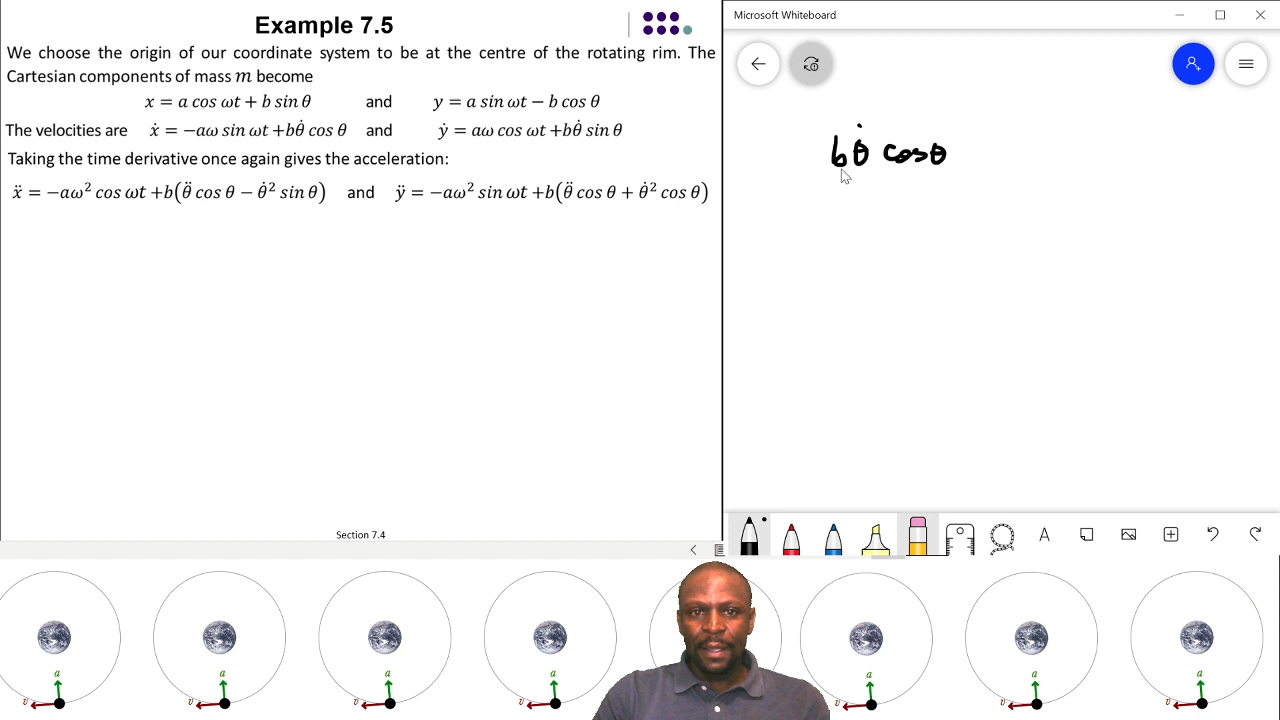 Example 7.5
We choose the origin of our coordinate system to be at the centre of the rotating rim. The
Cartesian components of mass m become
x = a cos ωt + b sin θ and y = a sin ωt − b cos θ
The velocities are ẋ = −aω sin ωt +bθ̇ cos θ and ẏ = aω cos ωt +bθ̇ sin θ
Taking the time derivative once again gives the acceleration:
ẍ = −aω² cos ωt +b(θ̈ cos θ − θ̇² sin θ) and ÿ = −aω² sin ωt +b(θ̈ cos θ + θ̇² cos θ)
Section 7.4
Microsoft Whiteboard
bθ̇ cosθ
A
a a a a a a a
v v v v v v v